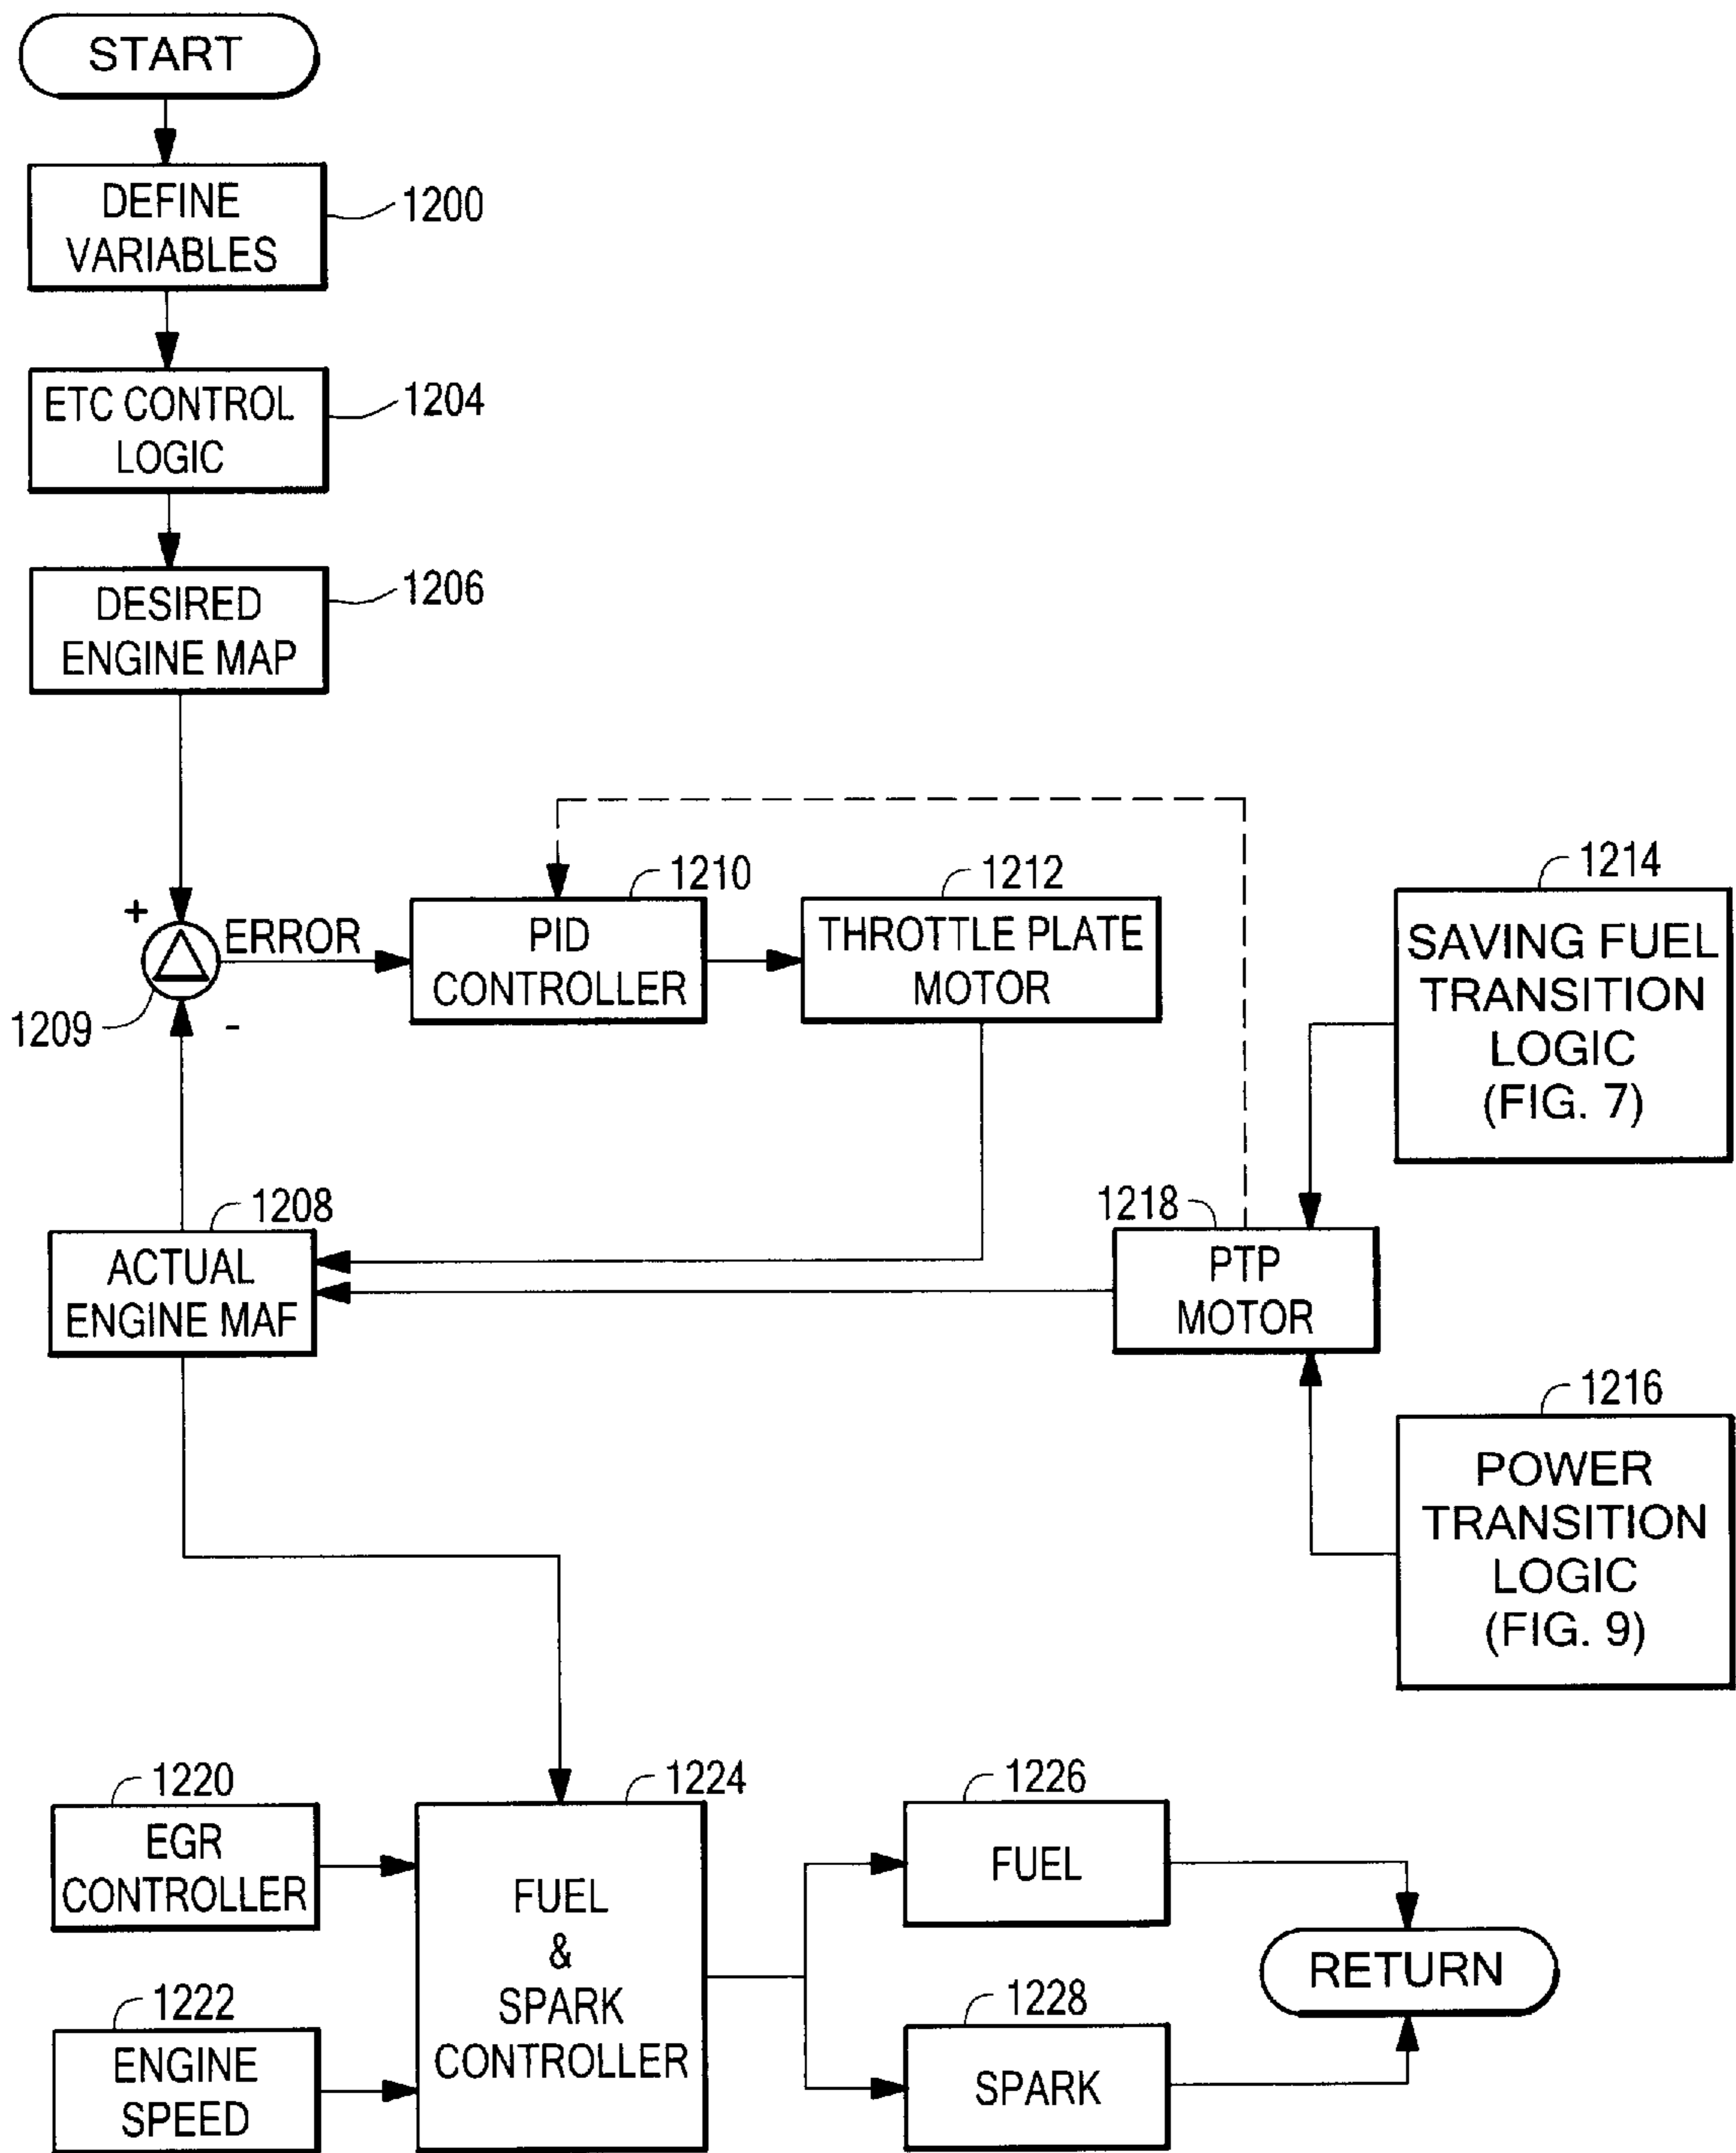 START
DEFINE
VARIABLES
1200
ETC CONTROL
LOGIC
1204
DESIRED
ENGINE MAP
1206
+
ERROR
-
1209
1210
PID
CONTROLLER
1212
THROTTLE PLATE
MOTOR
1214
SAVING FUEL
TRANSITION
LOGIC
(FIG. 7)
1208
ACTUAL
ENGINE MAF
1218
PTP
MOTOR
1216
POWER
TRANSITION
LOGIC
(FIG. 9)
1220
EGR
CONTROLLER
1222
ENGINE
SPEED
1224
FUEL
&
SPARK
CONTROLLER
1226
FUEL
1228
SPARK
RETURN